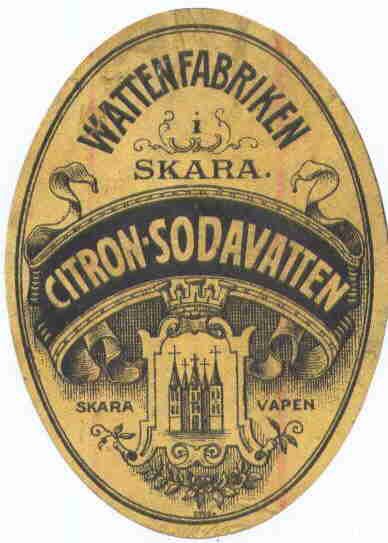 WATTENFABRIKEN
i
SKARA.
CITRON-SODAVATTEN
SKARA VAPEN